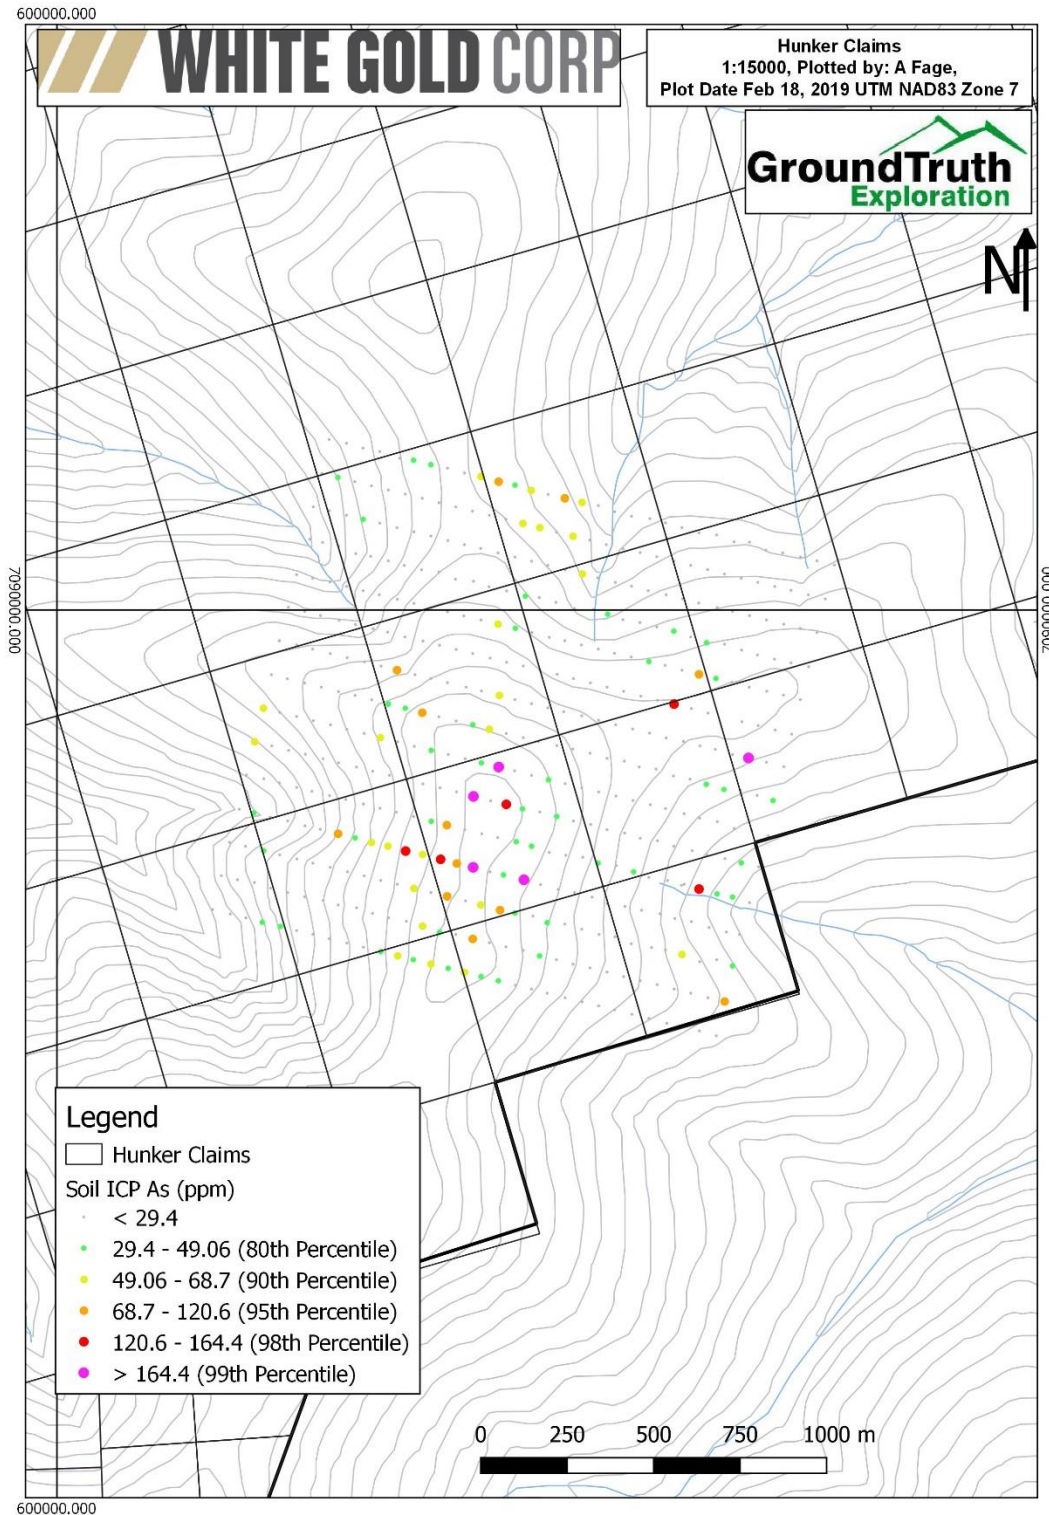 600000.000
WHITE GOLD CORP
Hunker Claims
1:15000, Plotted by: A Fage,
Plot Date Feb 18, 2019 UTM NAD83 Zone 7
GroundTruth
Exploration
N
7090000.000
7090000.000
Legend
Hunker Claims
Soil ICP As (ppm)
< 29.4
29.4 - 49.06 (80th Percentile)
49.06 - 68.7 (90th Percentile)
68.7 - 120.6 (95th Percentile)
120.6 - 164.4 (98th Percentile)
> 164.4 (99th Percentile)
0 250 500 750 1000 m
600000.000